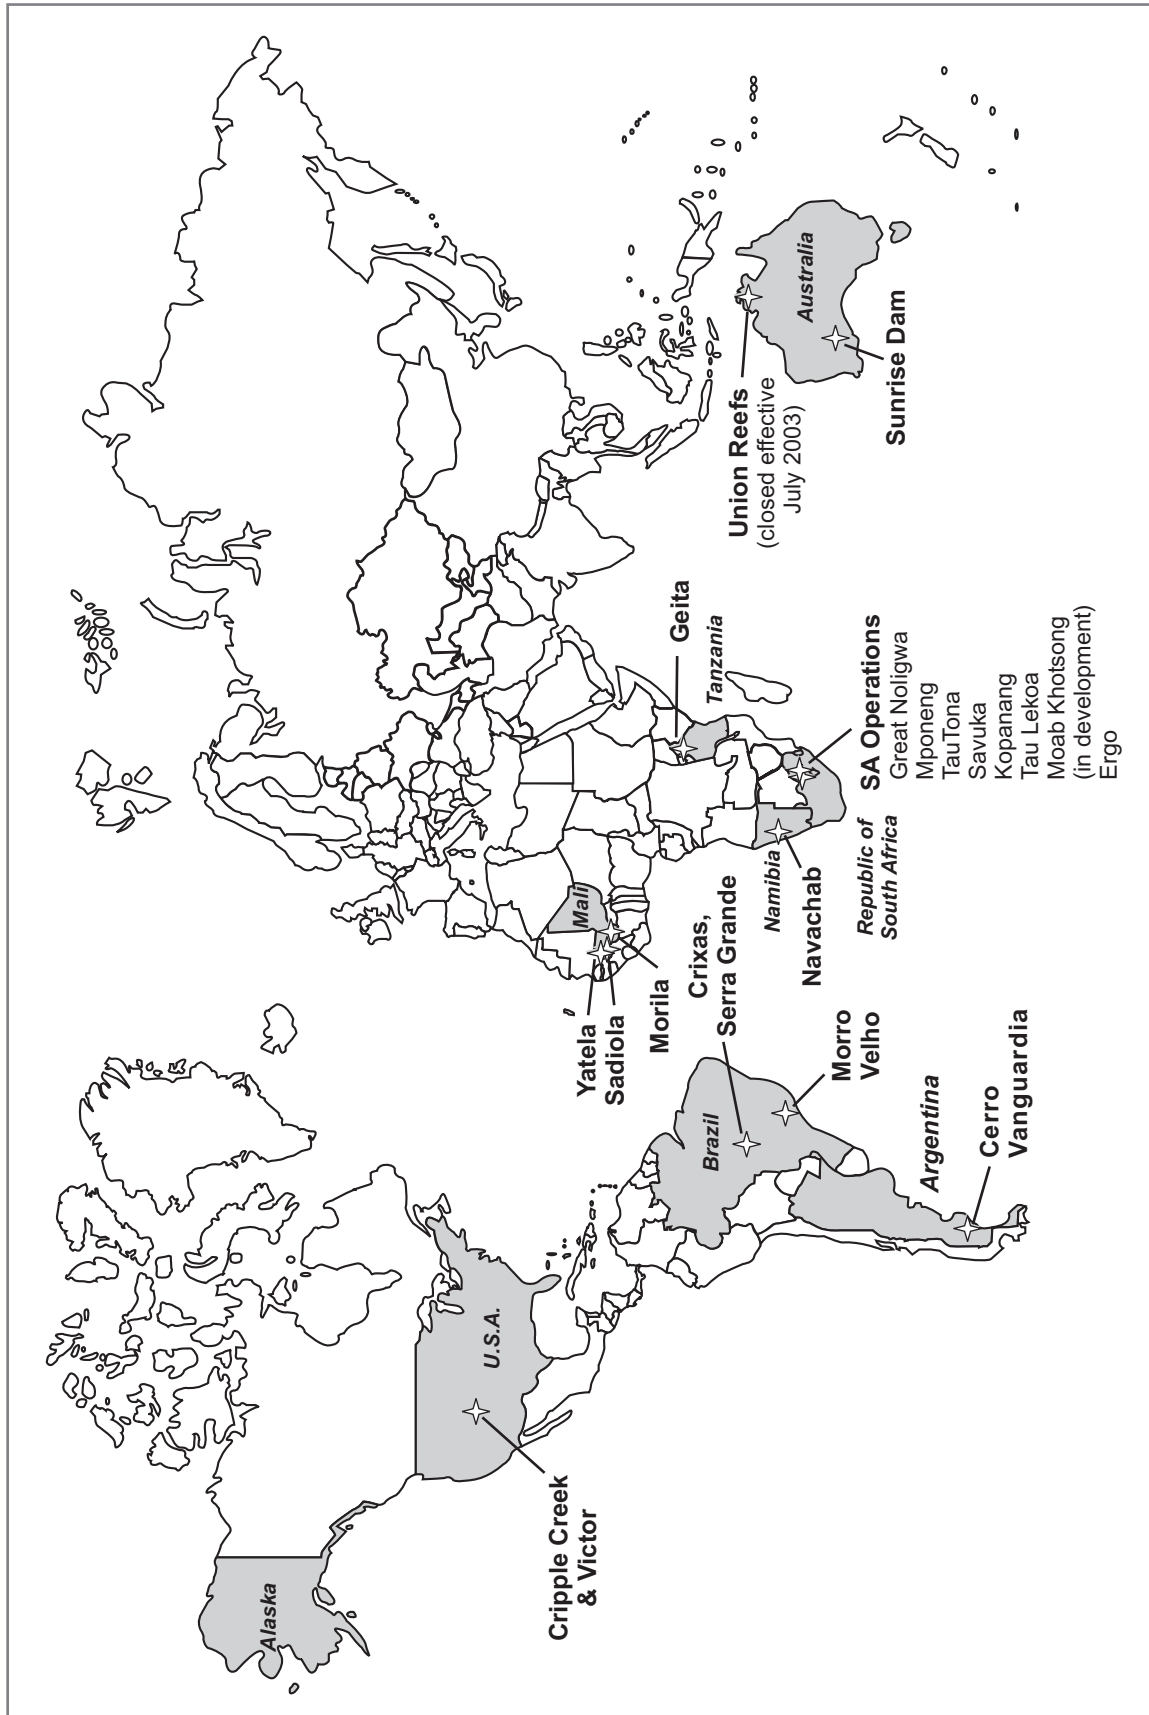 Alaska
U.S.A.
Cripple Creek
& Victor
Brazil
Crixas,
Serra Grande
Morro
Velho
Argentina
Cerro
Vanguardia
Mali
Yatela
Sadiola
Morila
Namibia
Navachab
Republic of
South Africa
SA Operations
Great Noligwa
Mponeng
TauTona
Savuka
Kopanang
Tau Lekoa
Moab Khotsong
(in development)
Ergo
Geita
Tanzania
Union Reefs
(closed effective
July 2003)
Australia
Sunrise Dam